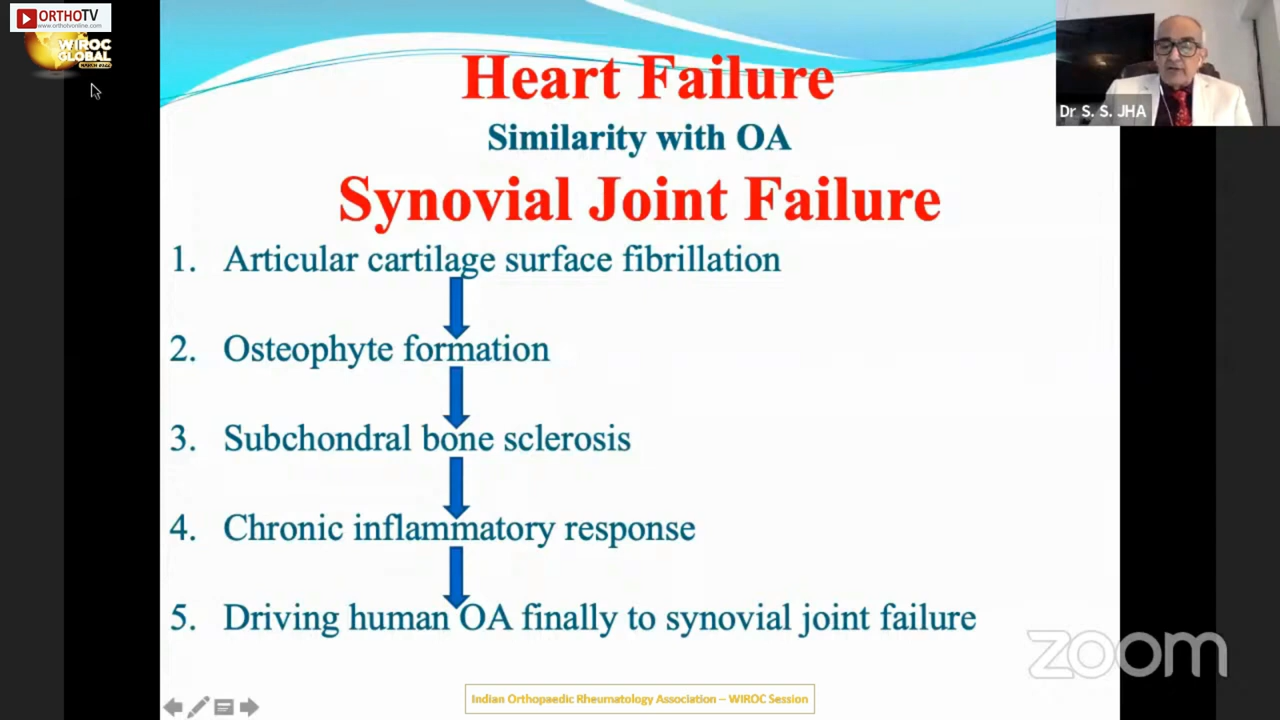 ORTHOTV
www.orthotvonline.com
WIROC
GLOBAL
Dr S. S. JHA
Heart Failure
Similarity with OA
Synovial Joint Failure
1. Articular cartilage surface fibrillation
2. Osteophyte formation
3. Subchondral bone sclerosis
4. Chronic inflammatory response
5. Driving human OA finally to synovial joint failure
zoom
Indian Orthopaedic Rheumatology Association – WIROC Session